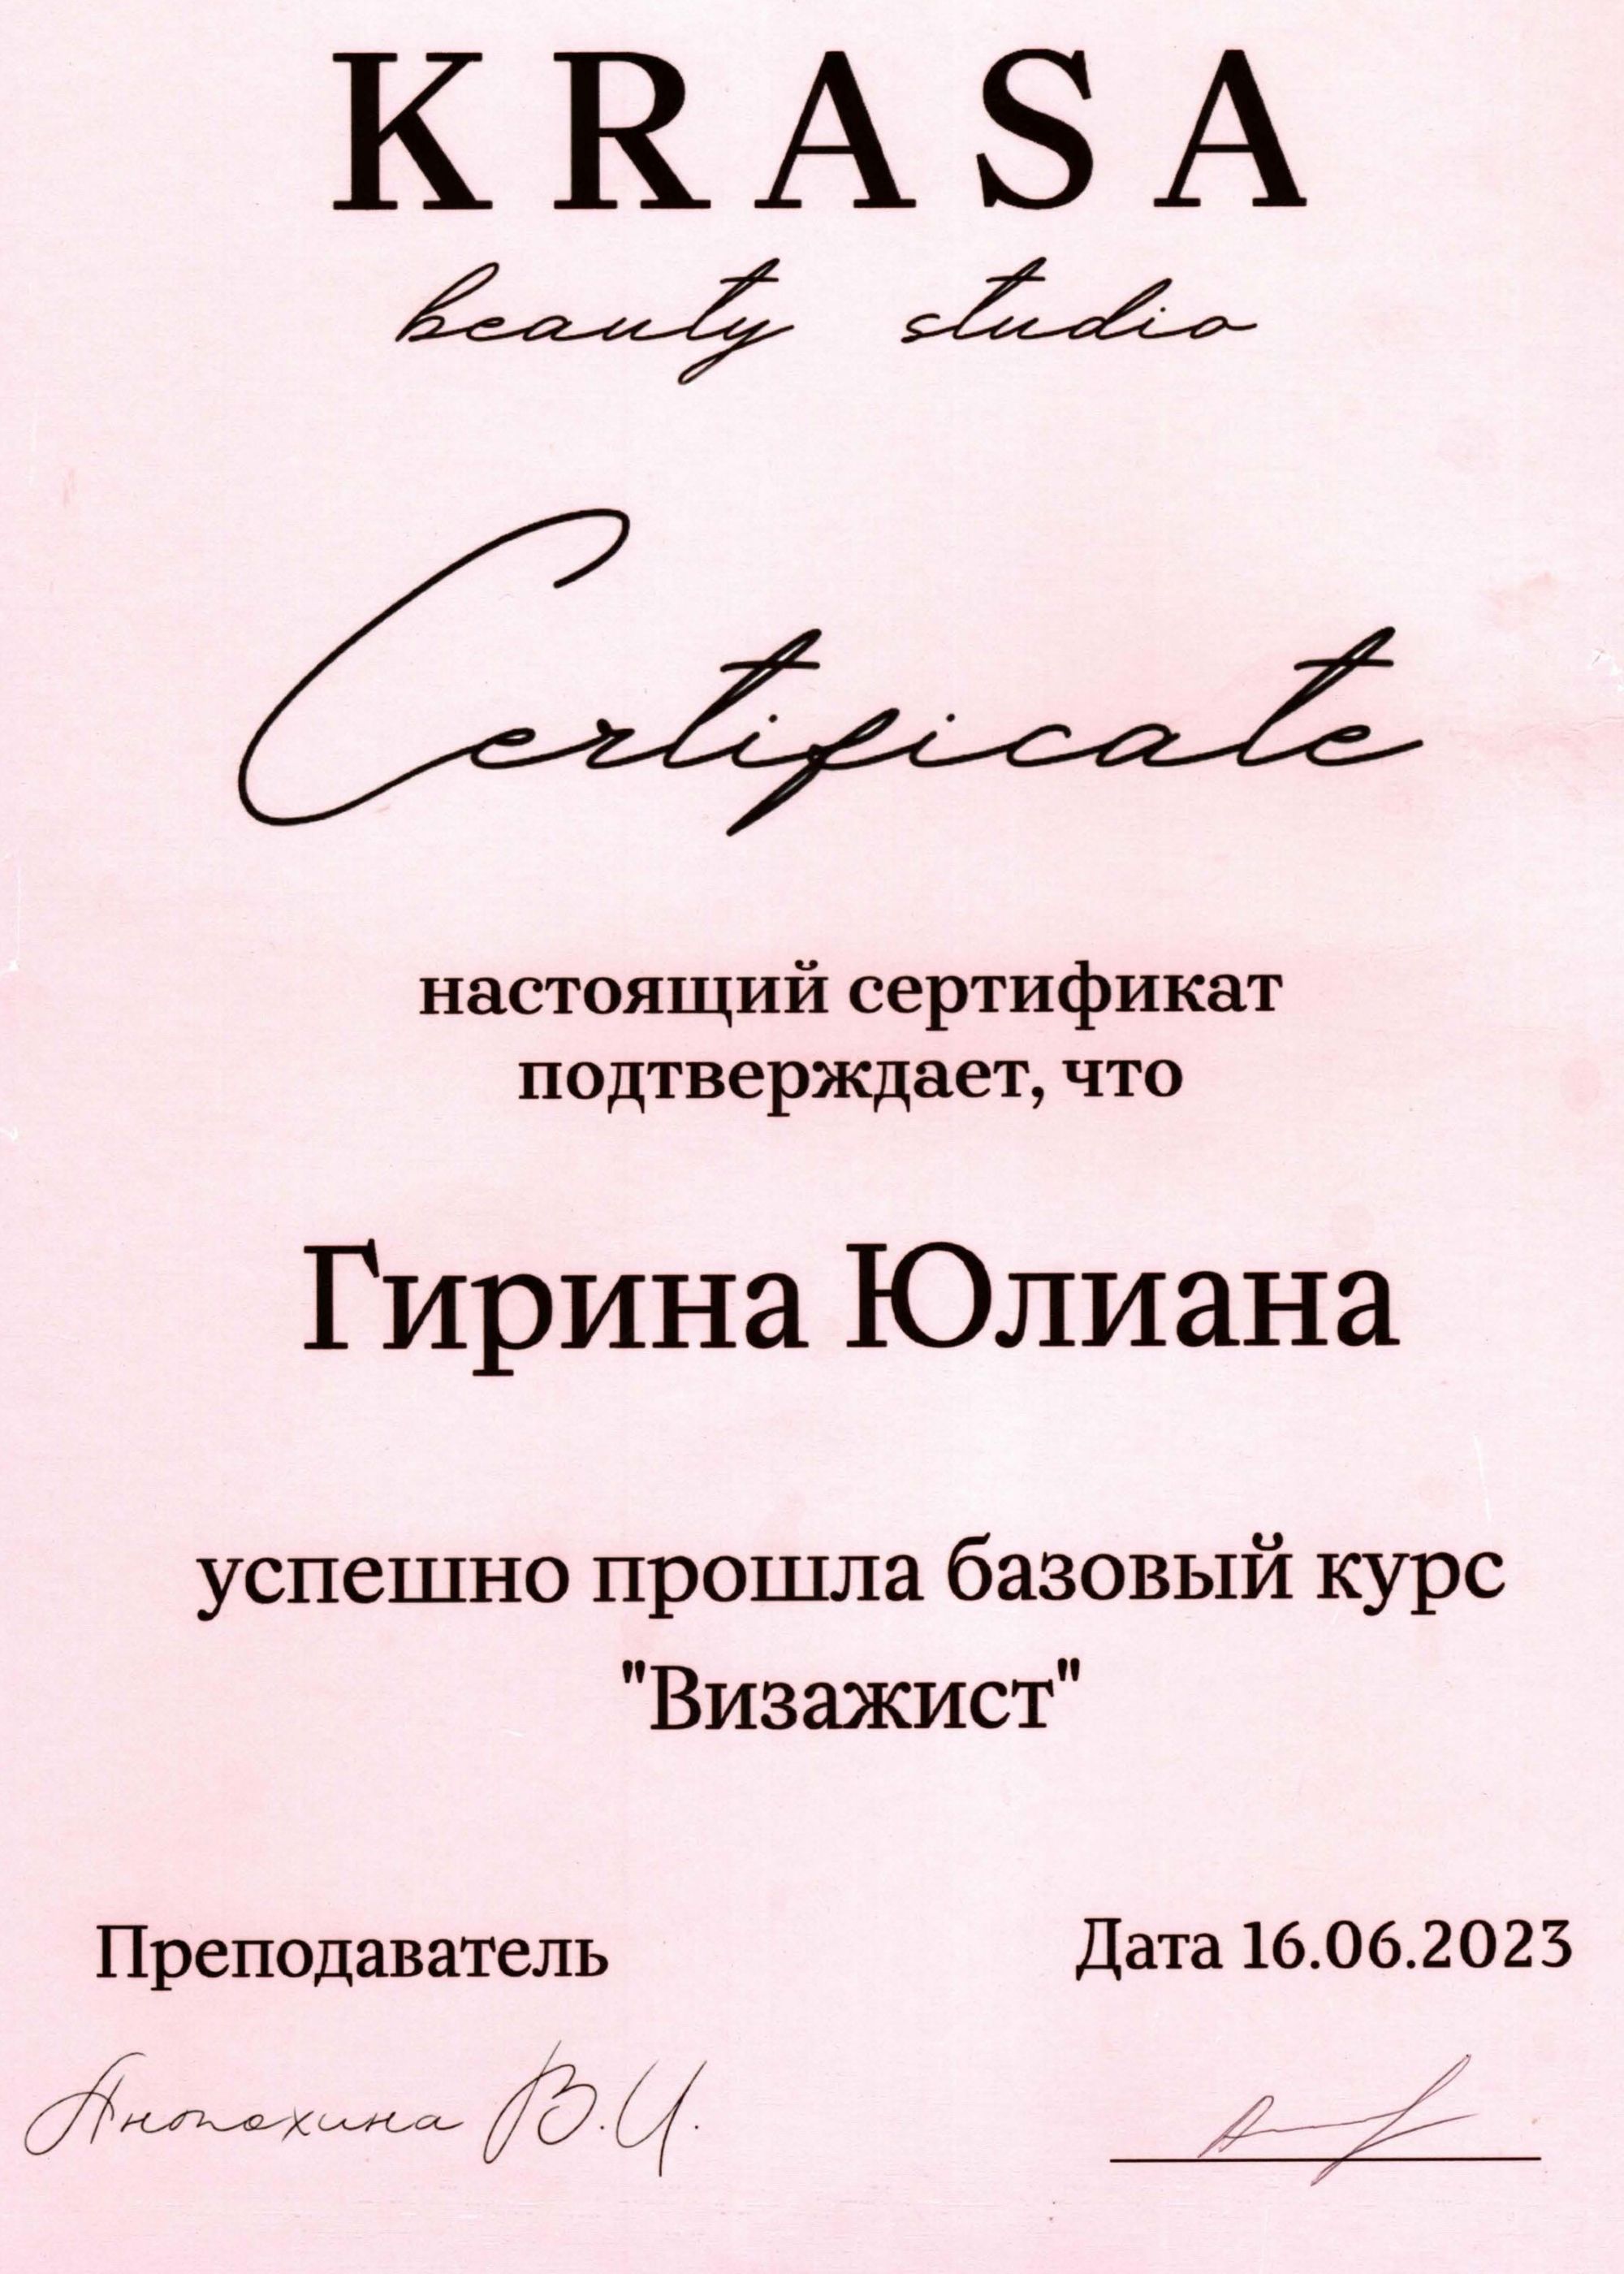 KRASA
beauty studio
Certificate
настоящий сертификат
подтверждает, что
Гирина Юлиана
успешно прошла базовый курс
"Визажист"
Преподаватель
Дата 16.06.2023
Анопохина В.И.